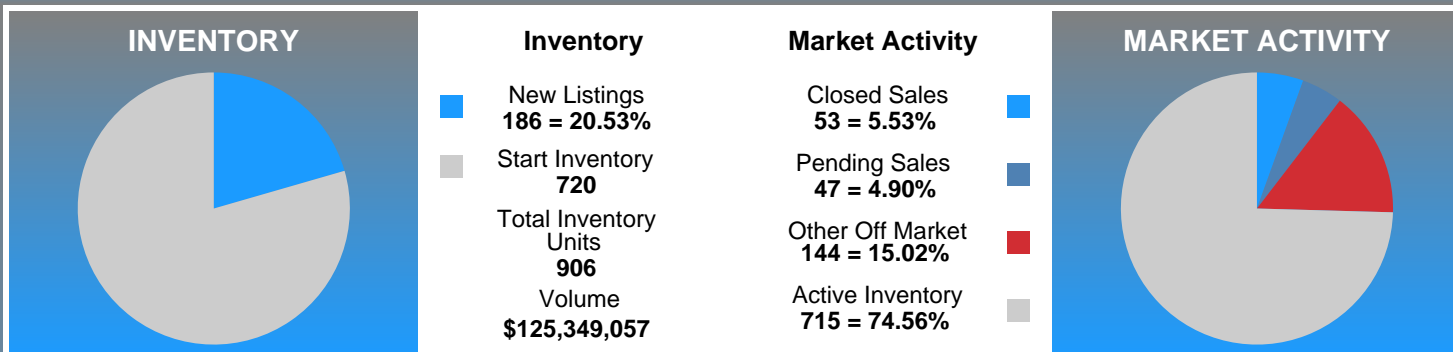 INVENTORY
Inventory
New Listings
186 = 20.53%
Start Inventory
720
Total Inventory
Units
906
Volume
$125,349,057
Market Activity
Closed Sales
53 = 5.53%
Pending Sales
47 = 4.90%
Other Off Market
144 = 15.02%
Active Inventory
715 = 74.56%
MARKET ACTIVITY